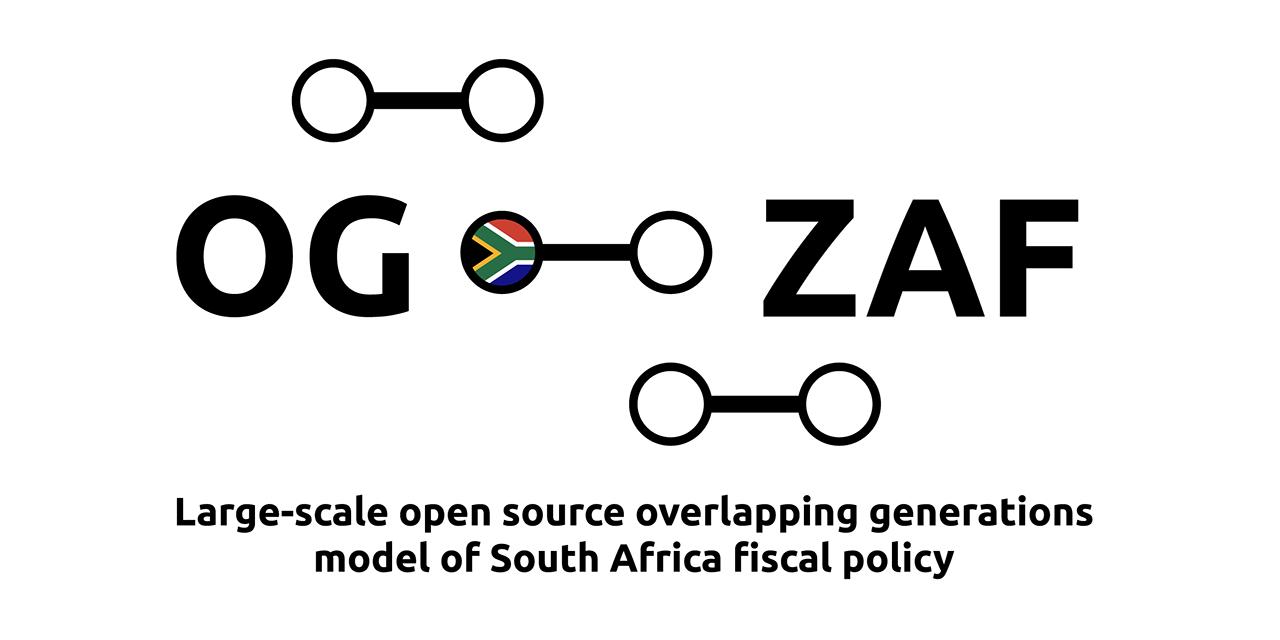 OG ZAF
Large-scale open source overlapping generations
model of South Africa fiscal policy